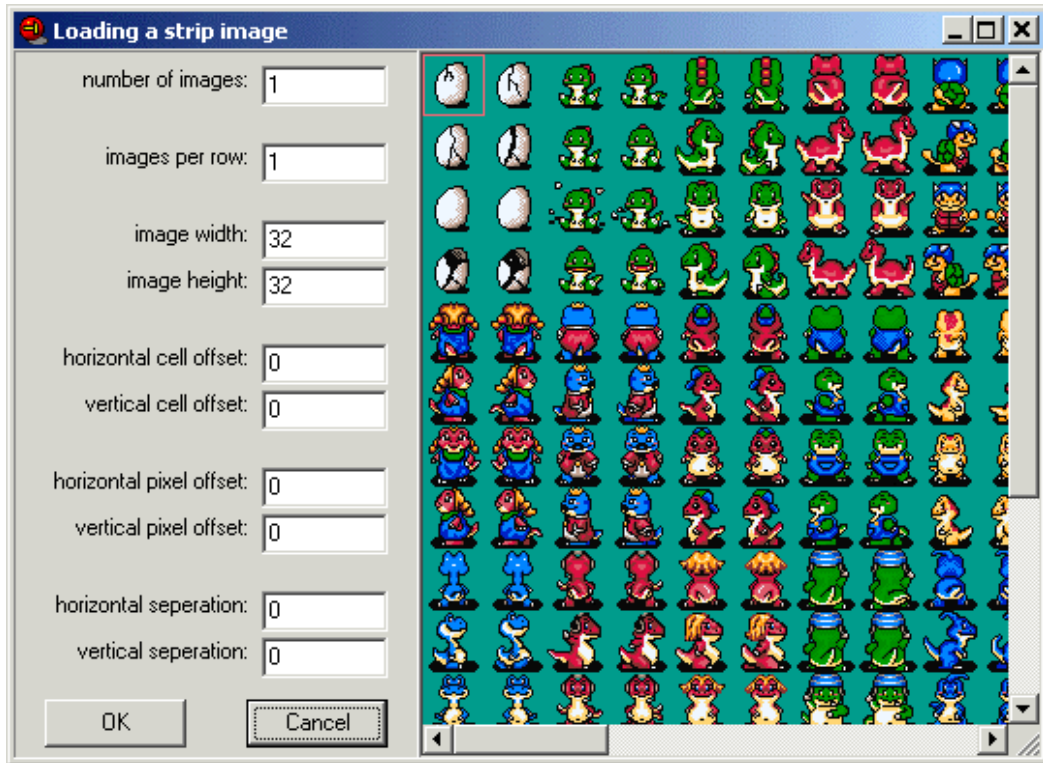 Loading a strip image
number of images: 1
images per row: 1
image width: 32
image height: 32
horizontal cell offset: 0
vertical cell offset: 0
horizontal pixel offset: 0
vertical pixel offset: 0
horizontal seperation: 0
vertical seperation: 0
OK Cancel